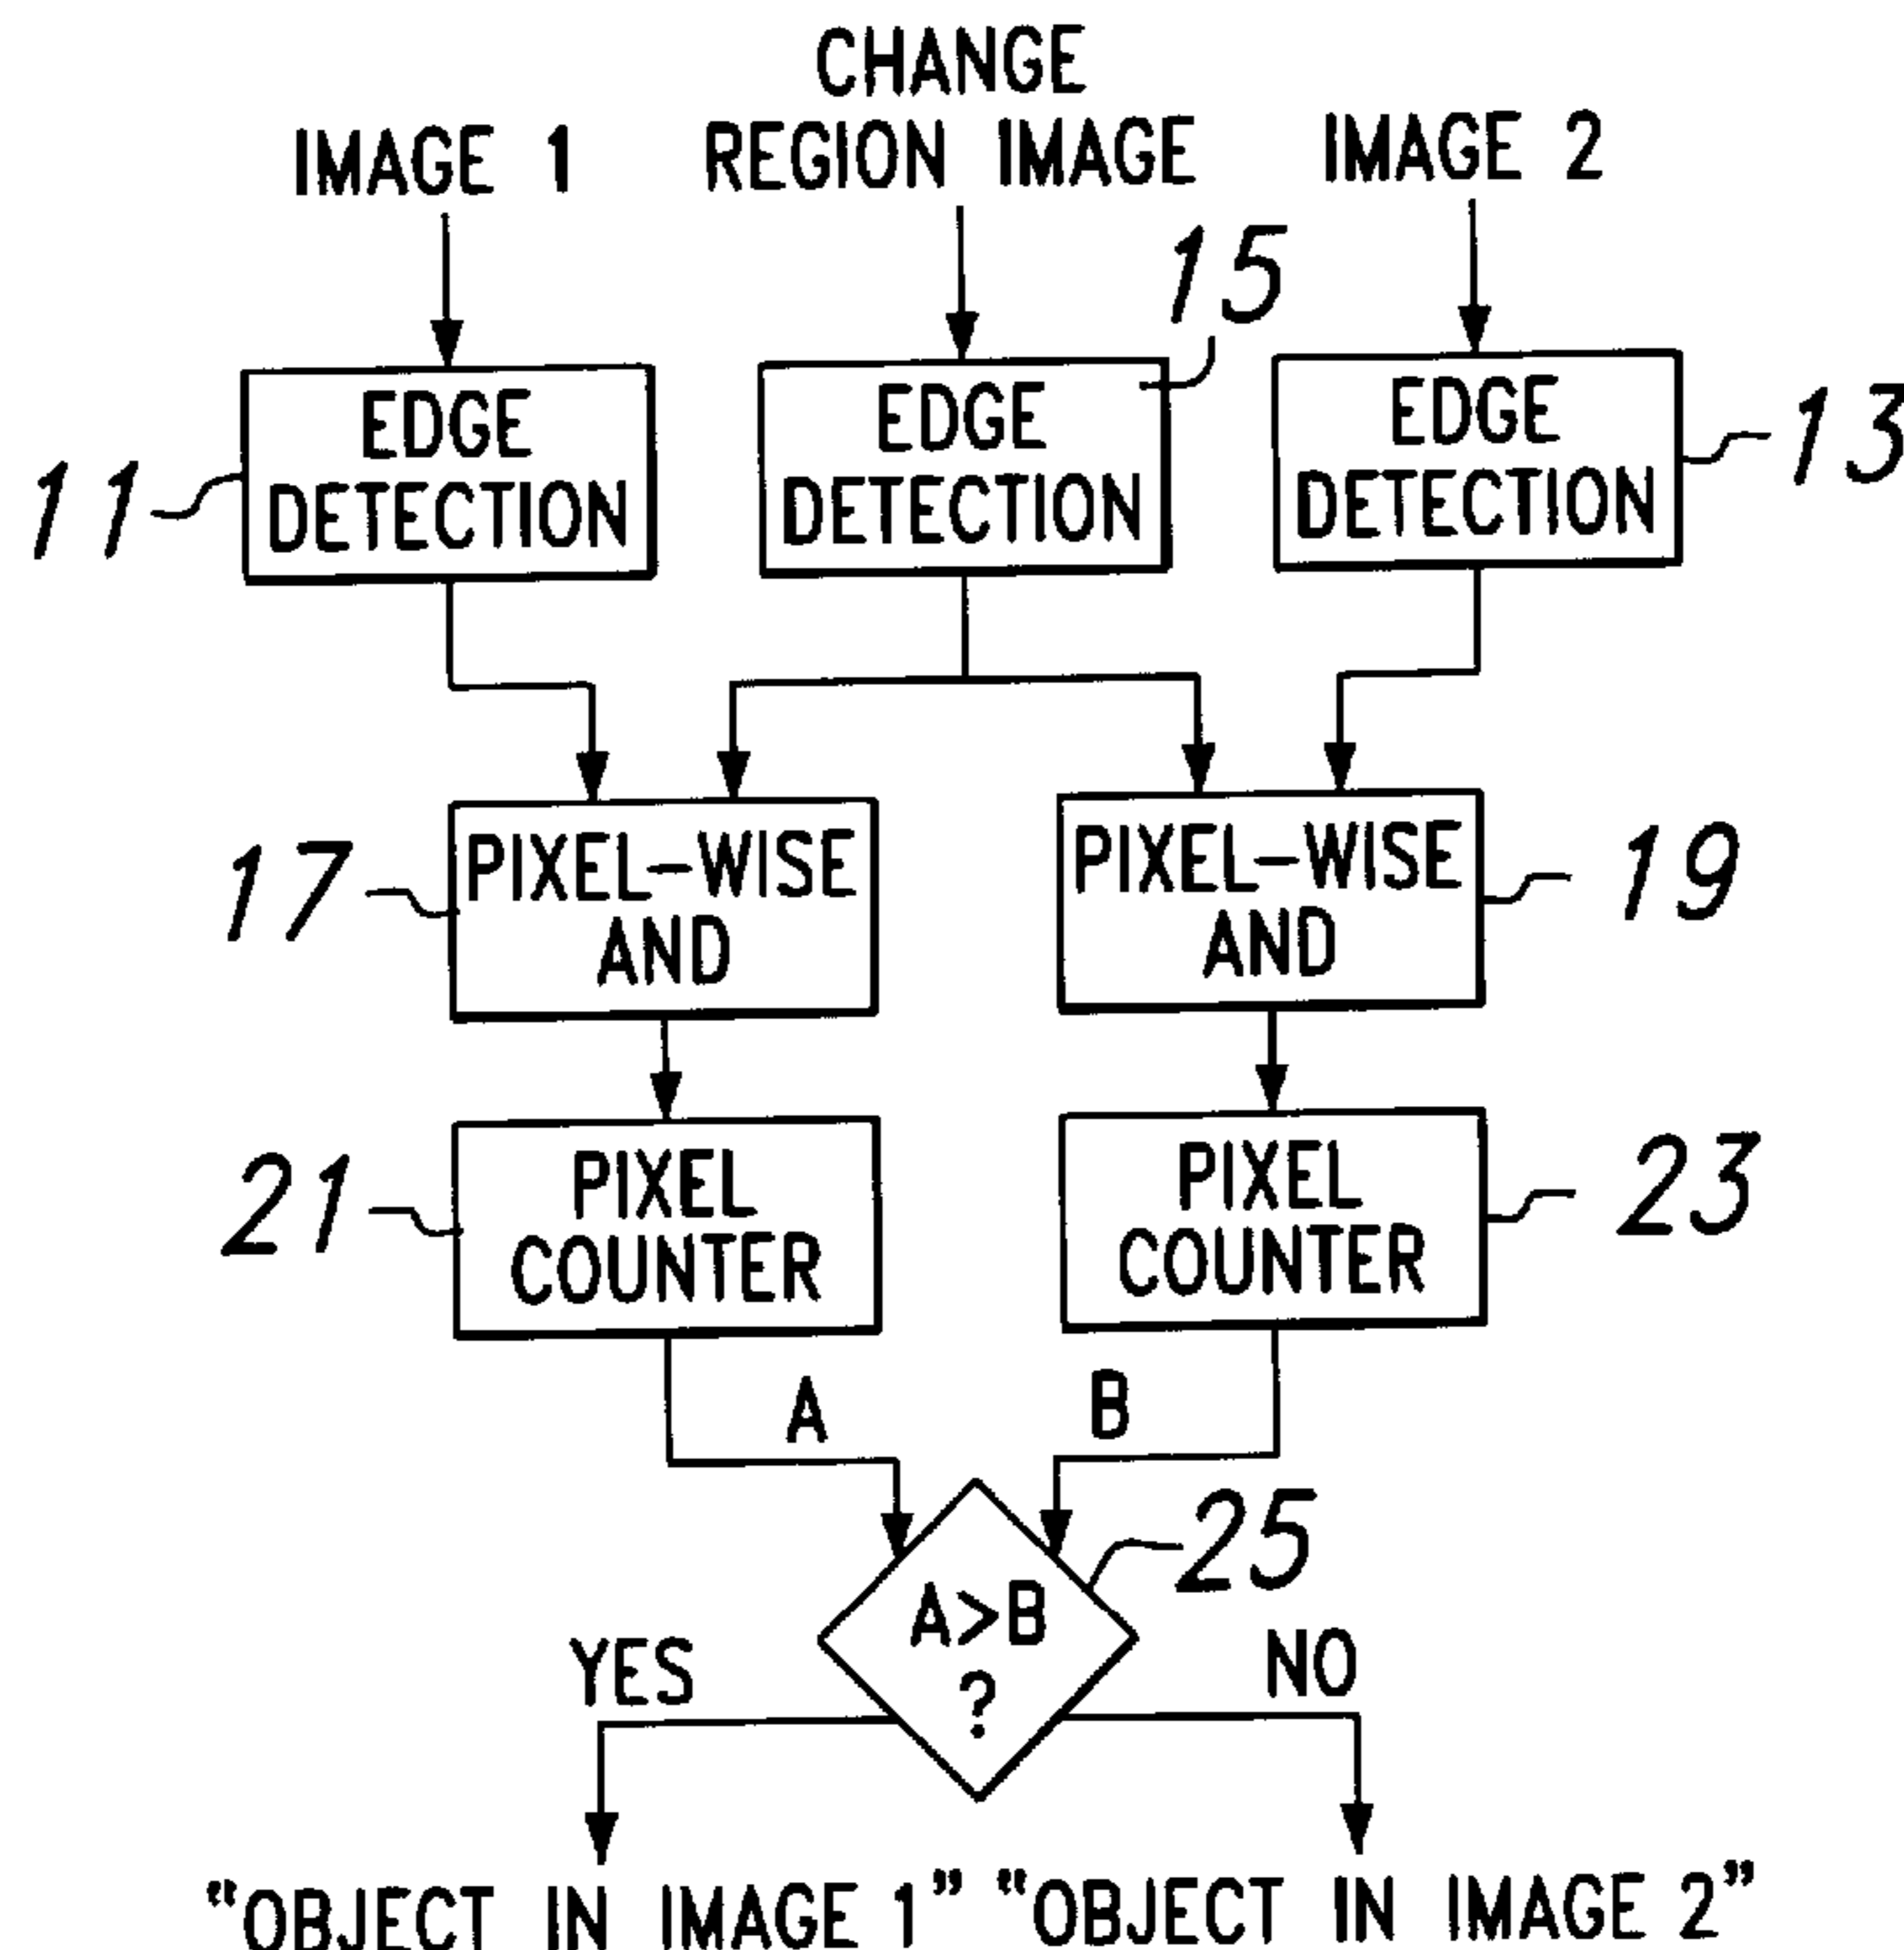 CHANGE
IMAGE 1
REGION IMAGE
IMAGE 2
15
EDGE
DETECTION
EDGE
DETECTION
EDGE
DETECTION
11
13
17
PIXEL-WISE
AND
PIXEL-WISE
AND
19
21
PIXEL
COUNTER
PIXEL
COUNTER
23
A
B
25
A>B
?
YES
NO
"OBJECT IN IMAGE 1"
"OBJECT IN IMAGE 2"